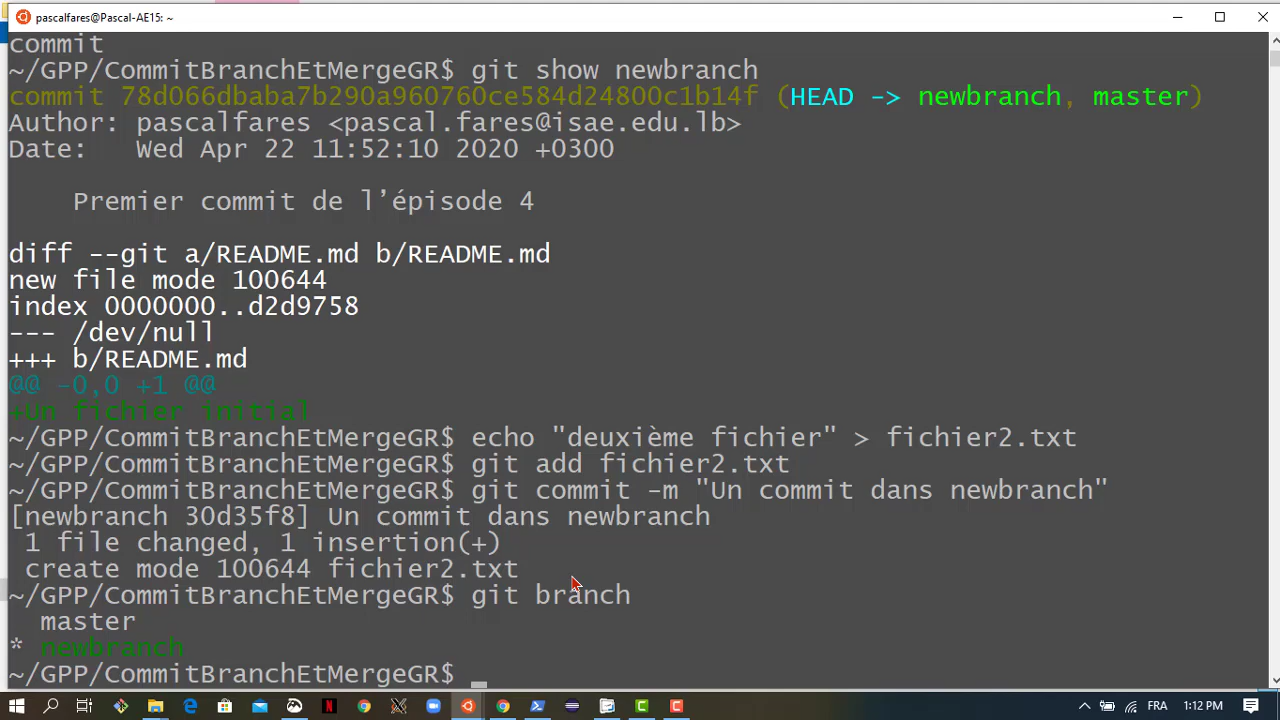 pascalfares@Pascal-AE15: ~
commit
~/GPP/CommitBranchEtMergeGR$ git show newbranch
commit 78d066dbaba7b290a960760ce584d24800c1b14f (HEAD -> newbranch, master)
Author: pascalfares <pascal.fares@isae.edu.lb>
Date:   Wed Apr 22 11:52:10 2020 +0300
    Premier commit de l’épisode 4
diff --git a/README.md b/README.md
new file mode 100644
index 0000000..d2d9758
--- /dev/null
+++ b/README.md
@@ -0,0 +1 @@
+Un fichier initial
~/GPP/CommitBranchEtMergeGR$ echo "deuxième fichier" > fichier2.txt
~/GPP/CommitBranchEtMergeGR$ git add fichier2.txt
~/GPP/CommitBranchEtMergeGR$ git commit -m "Un commit dans newbranch"
[newbranch 30d35f8] Un commit dans newbranch
 1 file changed, 1 insertion(+)
 create mode 100644 fichier2.txt
~/GPP/CommitBranchEtMergeGR$ git branch
  master
* newbranch
~/GPP/CommitBranchEtMergeGR$
FRA 1:12 PM